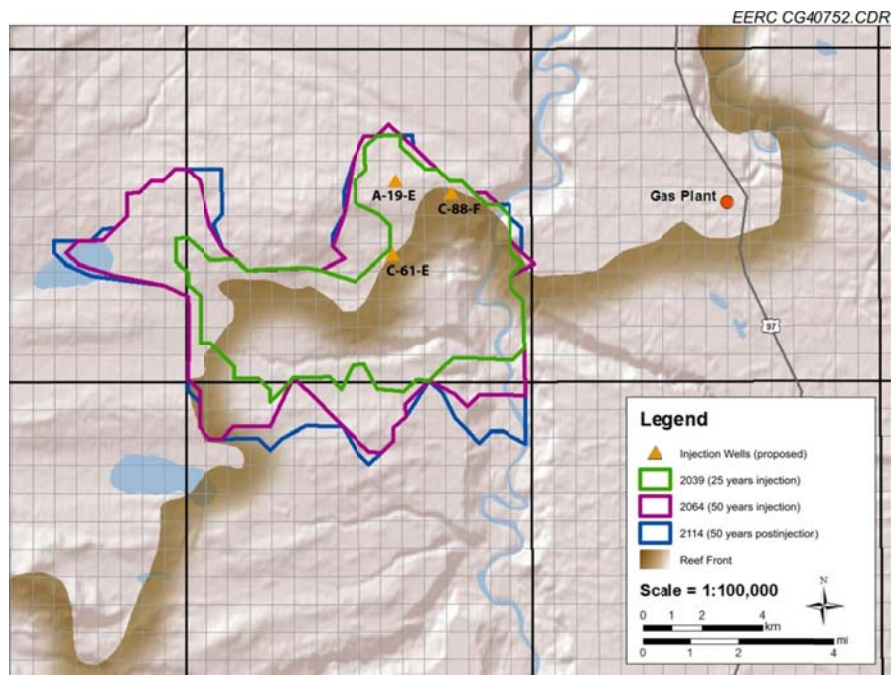 EERC CG40752.CDR
A-19-E
C-88-F
Gas Plant
C-61-E
97
Legend
Injection Wells (proposed)
2039 (25 years injection)
2064 (50 years injection)
2114 (50 years postinjection)
Reef Front
Scale = 1:100,000
N
0 1 2 4
km
0 1 2 4
mi